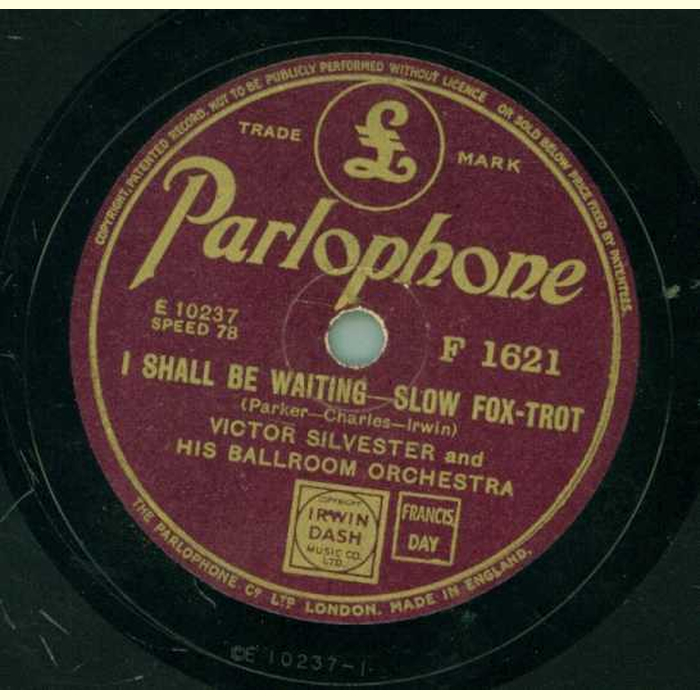 COPYRIGHT, PATENTED RECORD, NOT TO BE PUBLICLY PERFORMED WITHOUT LICENCE OR SOLD BELOW PRICE FIXED BY PATENTEES.
TRADE £ MARK
Parlophone
E 10237
SPEED 78
F 1621
I SHALL BE WAITING—SLOW FOX-TROT
(Parker—Charles—Irwin)
VICTOR SILVESTER and
HIS BALLROOM ORCHESTRA
COPYRIGHT
IRWIN
DASH
MUSIC CO.
LTD.
FRANCIS
DAY
THE PARLOPHONE Co LTD LONDON. MADE IN ENGLAND.
CE 10237-1.